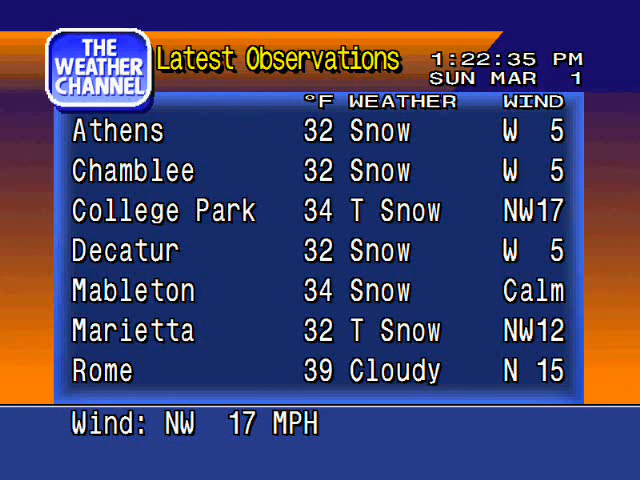 THE
WEATHER
CHANNEL
Latest Observations
1:22:35 PM
SUN MAR 1
°F WEATHER WIND
Athens 32 Snow W 5
Chamblee 32 Snow W 5
College Park 34 T Snow NW17
Decatur 32 Snow W 5
Mableton 34 Snow Calm
Marietta 32 T Snow NW12
Rome 39 Cloudy N 15
Wind: NW 17 MPH